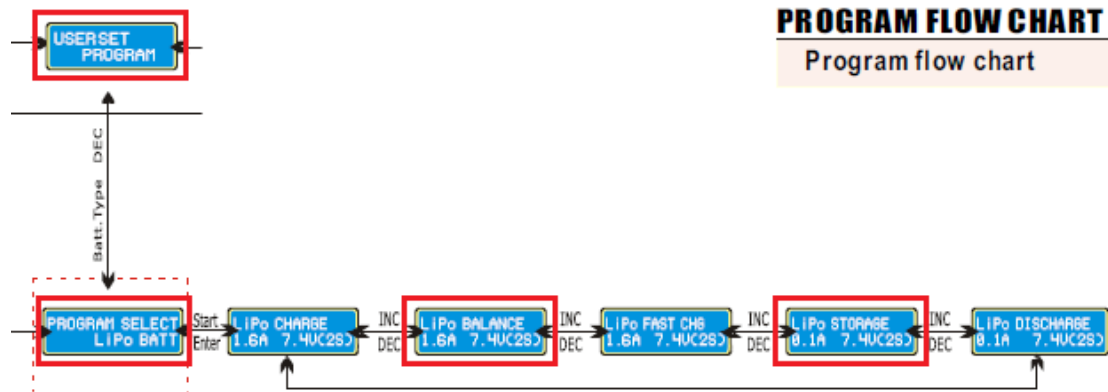 PROGRAM FLOW CHART
Program flow chart
USER SET
PROGRAM
Batt.Type DEC
PROGRAM SELECT
LiPo BATT
Start
Enter
LiPo CHARGE
1.6A 7.4V(2S)
INC
DEC
LiPo BALANCE
1.6A 7.4V(2S)
INC
DEC
LiPo FAST CHG
1.6A 7.4V(2S)
INC
DEC
LiPo STORAGE
0.1A 7.4V(2S)
INC
DEC
LiPo DISCHARGE
0.1A 7.4V(2S)